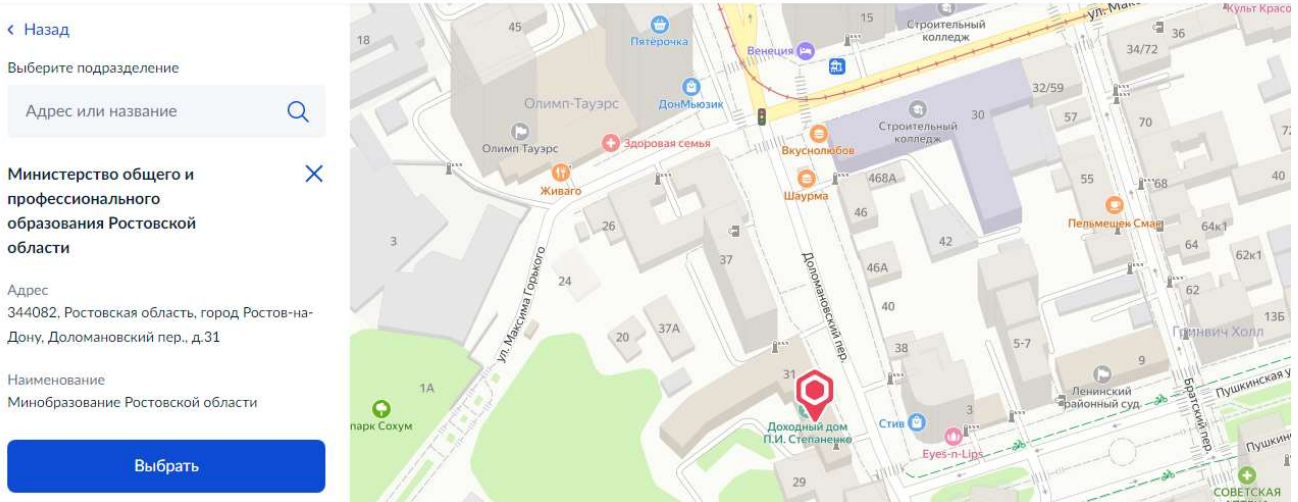 Назад
Выберите подразделение
Адрес или название
Министерство общего и
профессионального
образования Ростовской
области
Адрес
344082, Ростовская область, город Ростов-на-
Дону, Доломановский пер., д.31
Наименование
Минобразование Ростовской области
Выбрать
18
45
Пятёрочка
15
Строительный
колледж
ул. Макс
36
Культ Красо
34/72
Венеция
Олимп-Тауэрс
ДонМьюзик
32/59
Строительный
колледж
30
57
70
72
Олимп Тауэрс
Здоровая семья
Вкуснолюбов
Живаго
Шаурма
468А
55
68
40
46
Пельмешек Смае
64к1
3
26
37
42
64
62к1
ул. Максима Горького
24
Доломановский пер.
46А
62
40
13Б
20
37А
38
5-7
Гринвич Холл
9
1А
31
Ленинский
районный суд
Пушкинская у
парк Сохум
Доходный дом
П.И. Степаненко
Стив
3
Eyes-n-Lips
Братский пер.
Пушкин
29
СОВЕТСКАЯ